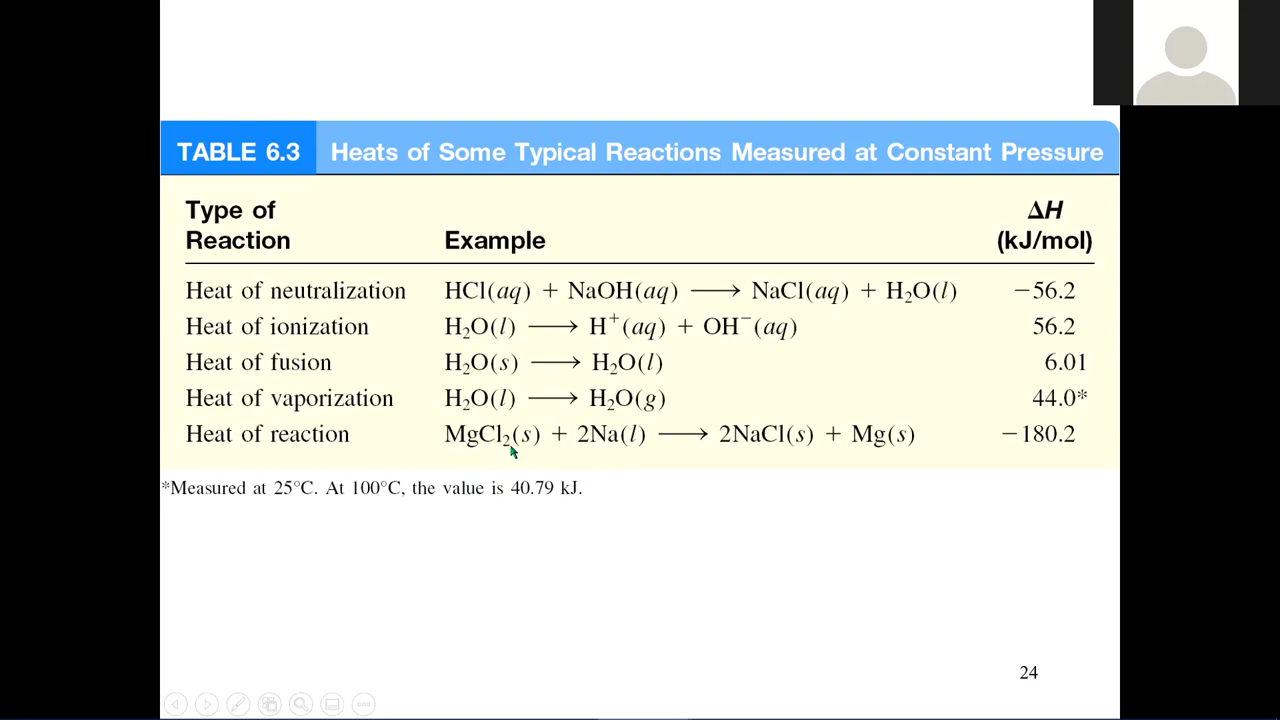 TABLE 6.3 Heats of Some Typical Reactions Measured at Constant Pressure
Type of Reaction Example ΔH (kJ/mol)
Heat of neutralization HCl(aq) + NaOH(aq) ⟶ NaCl(aq) + H₂O(l) −56.2
Heat of ionization H₂O(l) ⟶ H⁺(aq) + OH⁻(aq) 56.2
Heat of fusion H₂O(s) ⟶ H₂O(l) 6.01
Heat of vaporization H₂O(l) ⟶ H₂O(g) 44.0*
Heat of reaction MgCl₂(s) + 2Na(l) ⟶ 2NaCl(s) + Mg(s) −180.2
*Measured at 25°C. At 100°C, the value is 40.79 kJ.
24